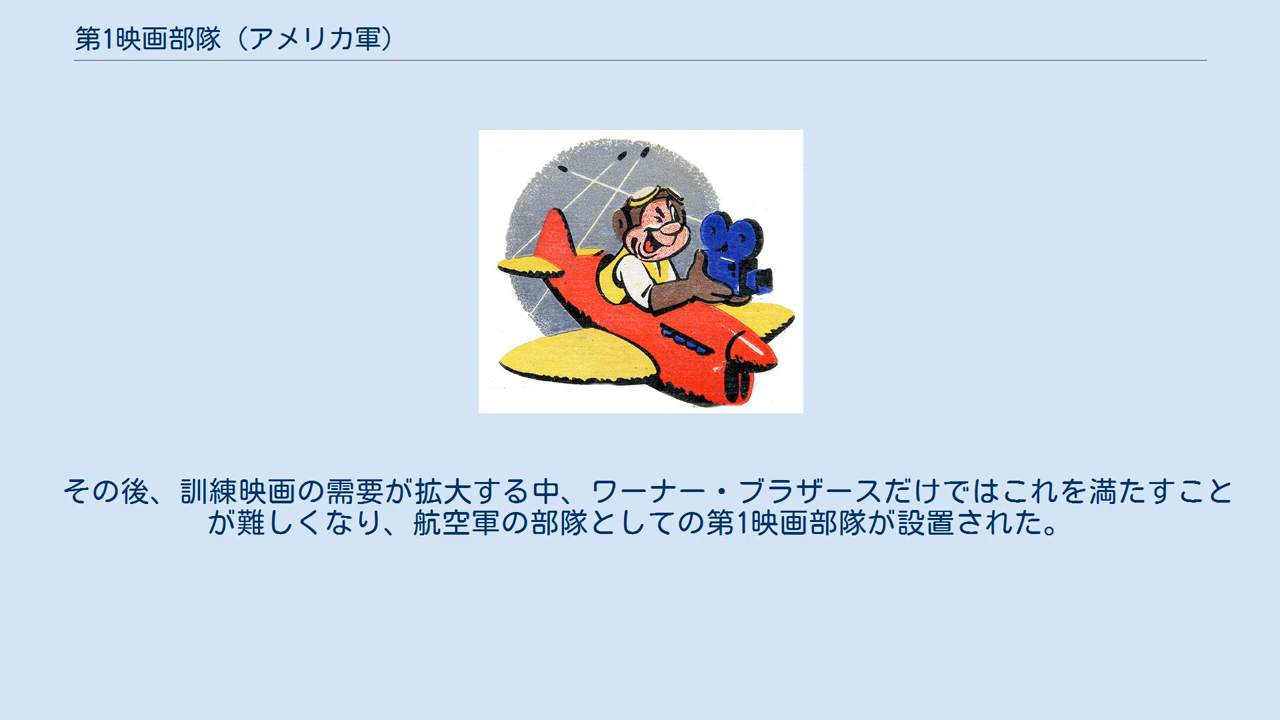 第1映画部隊（アメリカ軍）
その後、訓練映画の需要が拡大する中、ワーナー・ブラザースだけではこれを満たすこと
が難しくなり、航空軍の部隊としての第1映画部隊が設置された。